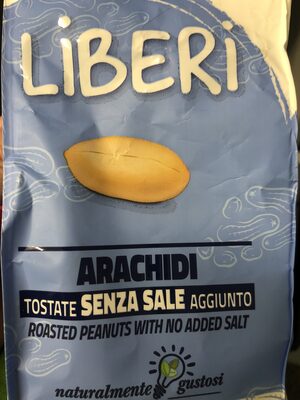 LiBERi
ARACHIDI
TOSTATE SENZA SALE AGGIUNTO
ROASTED PEANUTS WITH NO ADDED SALT
naturalmente gustosi